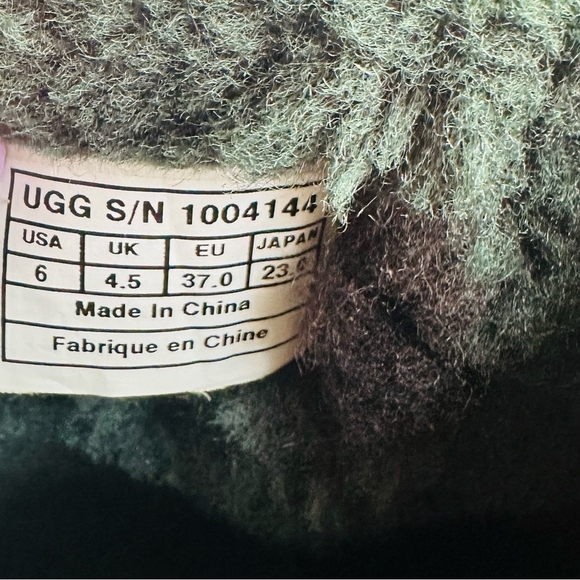 UGG S/N 1004144
USA UK EU JAPAN
6 4.5 37.0
Made In China
Fabrique en Chine